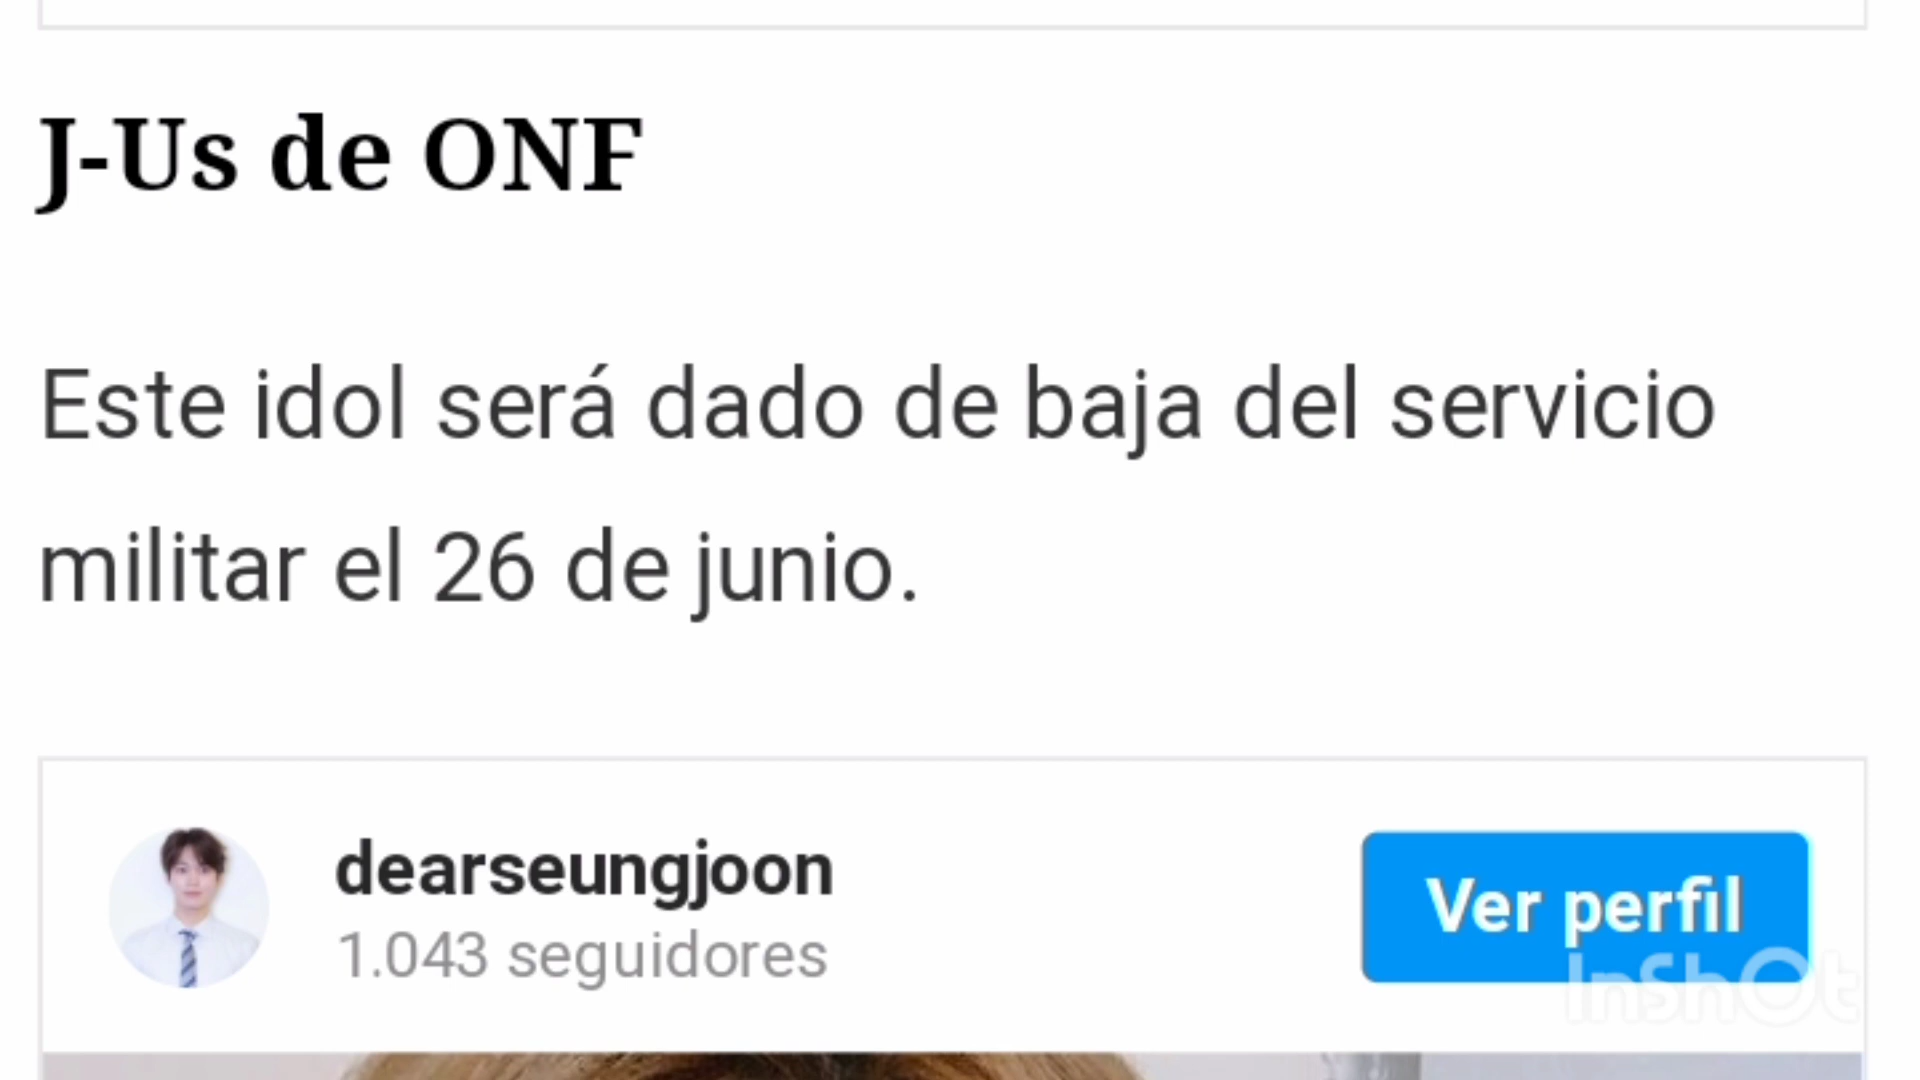 J-Us de ONF
Este idol será dado de baja del servicio
militar el 26 de junio.
dearseungjoon
1.043 seguidores
Ver perfil
InShOt